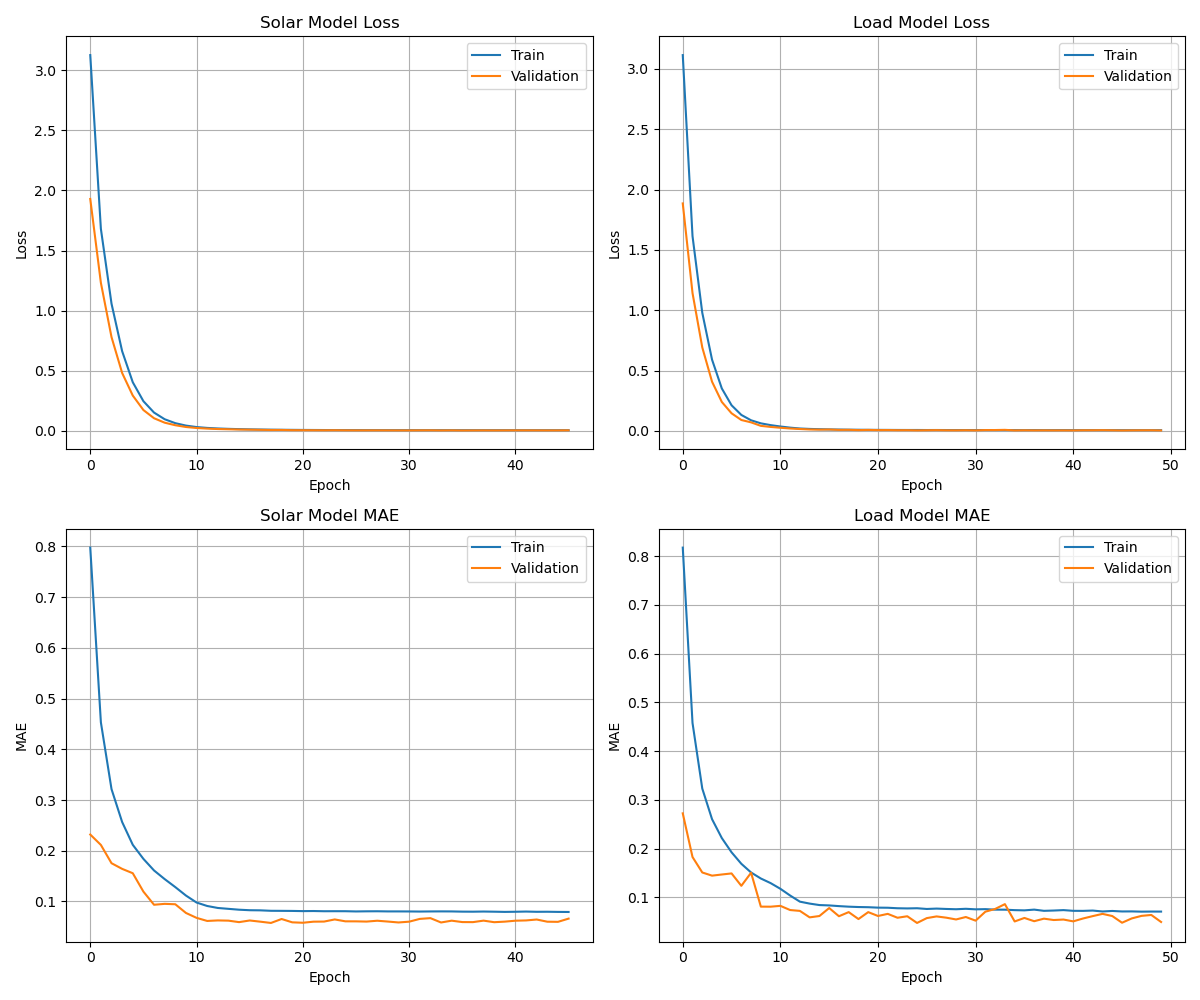 Solar Model Loss
Loss
3.0
2.5
2.0
1.5
1.0
0.5
0.0
Train
Validation
0 10 20 30 40
Epoch
Load Model Loss
Loss
3.0
2.5
2.0
1.5
1.0
0.5
0.0
Train
Validation
0 10 20 30 40 50
Epoch
Solar Model MAE
MAE
0.8
0.7
0.6
0.5
0.4
0.3
0.2
0.1
Train
Validation
0 10 20 30 40
Epoch
Load Model MAE
MAE
0.8
0.7
0.6
0.5
0.4
0.3
0.2
0.1
Train
Validation
0 10 20 30 40 50
Epoch